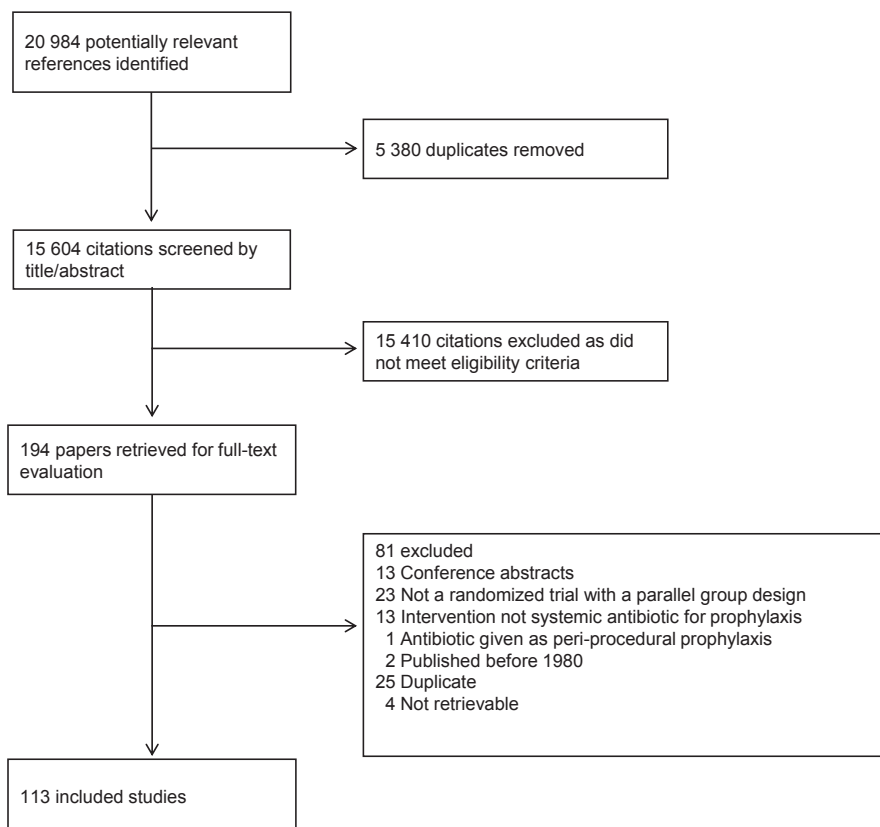 20 984 potentially relevant
references identified
5 380 duplicates removed
15 604 citations screened by
title/abstract
15 410 citations excluded as did
not meet eligibility criteria
194 papers retrieved for full-text
evaluation
81 excluded
13 Conference abstracts
23 Not a randomized trial with a parallel group design
13 Intervention not systemic antibiotic for prophylaxis
1 Antibiotic given as peri-procedural prophylaxis
2 Published before 1980
25 Duplicate
4 Not retrievable
113 included studies